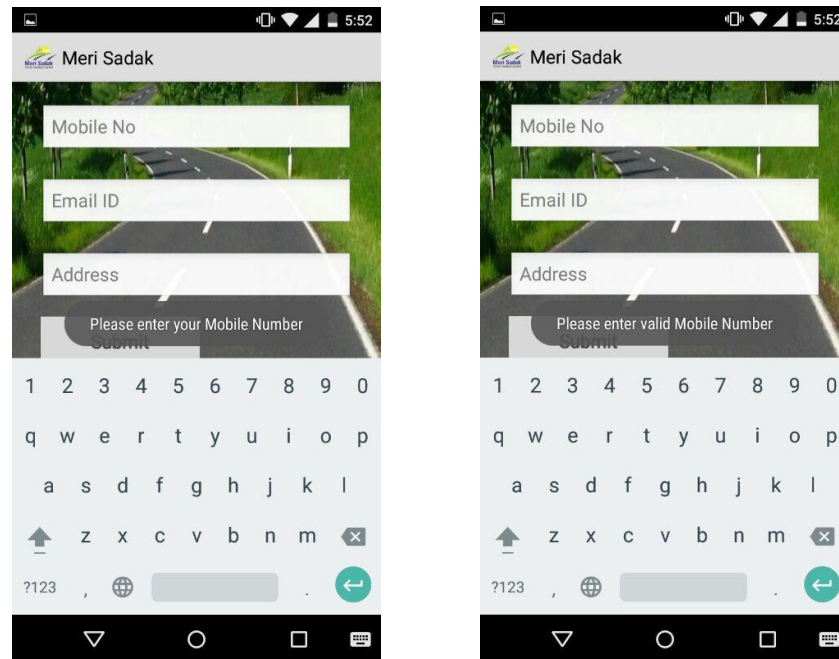 5:52
Meri Sadak
Mobile No
Email ID
Address
Please enter your Mobile Number
Submit
1 2 3 4 5 6 7 8 9 0
q w e r t y u i o p
a s d f g h j k l
z x c v b n m
?123 , .
5:52
Meri Sadak
Mobile No
Email ID
Address
Please enter valid Mobile Number
Submit
1 2 3 4 5 6 7 8 9 0
q w e r t y u i o p
a s d f g h j k l
z x c v b n m
?123 , .